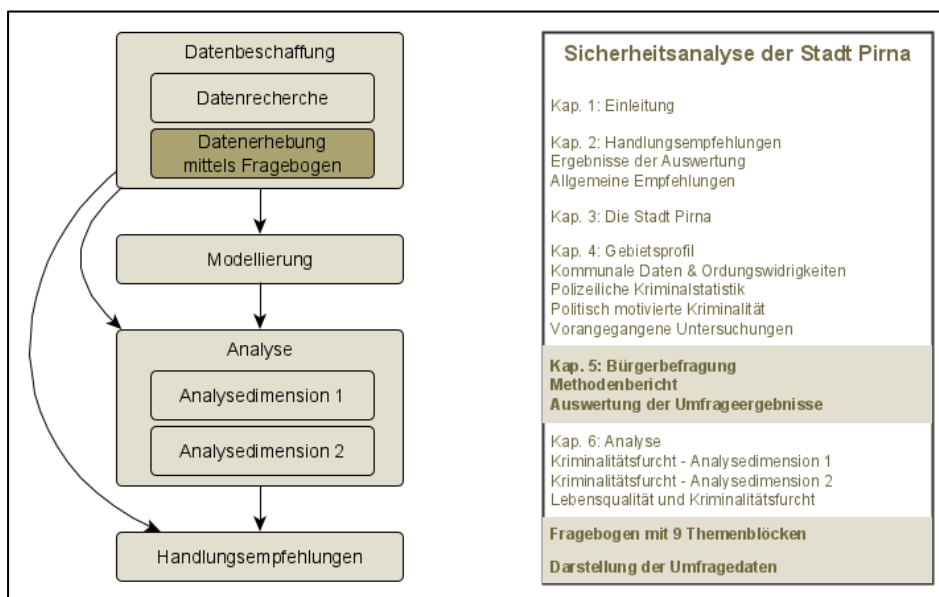 Datenbeschaffung
Datenrecherche
Datenerhebung
mittels Fragebogen
Modellierung
Analyse
Analysedimension 1
Analysedimension 2
Handlungsempfehlungen
Sicherheitsanalyse der Stadt Pirna
Kap. 1: Einleitung
Kap. 2: Handlungsempfehlungen
Ergebnisse der Auswertung
Allgemeine Empfehlungen
Kap. 3: Die Stadt Pirna
Kap. 4: Gebietsprofil
Kommunale Daten & Ordungswidrigkeiten
Polizeiliche Kriminalstatistik
Politisch motivierte Kriminalität
Vorangegangene Untersuchungen
Kap. 5: Bürgerbefragung
Methodenbericht
Auswertung der Umfrageergebnisse
Kap. 6: Analyse
Kriminalitätsfurcht - Analysedimension 1
Kriminalitätsfurcht - Analysedimension 2
Lebensqualität und Kriminalitätsfurcht
Fragebogen mit 9 Themenblöcken
Darstellung der Umfragedaten